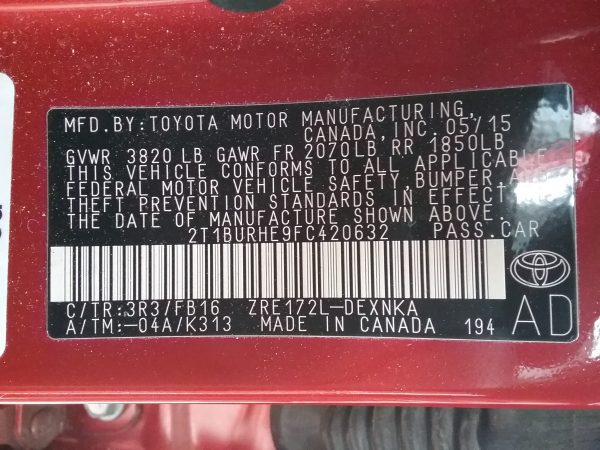 MFD.BY:TOYOTA MOTOR MANUFACTURING,
CANADA, INC. 05/15
GVWR 3820 LB GAWR FR 2070LB, RR 1850LB
THIS VEHICLE CONFORMS TO ALL APPLICABLE
FEDERAL MOTOR VEHICLE SAFETY, BUMPER, AND
THEFT PREVENTION STANDARDS IN EFFECT ON
THE DATE OF MANUFACTURE SHOWN ABOVE.
2T1BURHE9FC420632 PASS.CAR
C/TR:3R3/FB16 ZRE172L-DEXNKA
A/TM:-04A/K313 MADE IN CANADA 194
AD